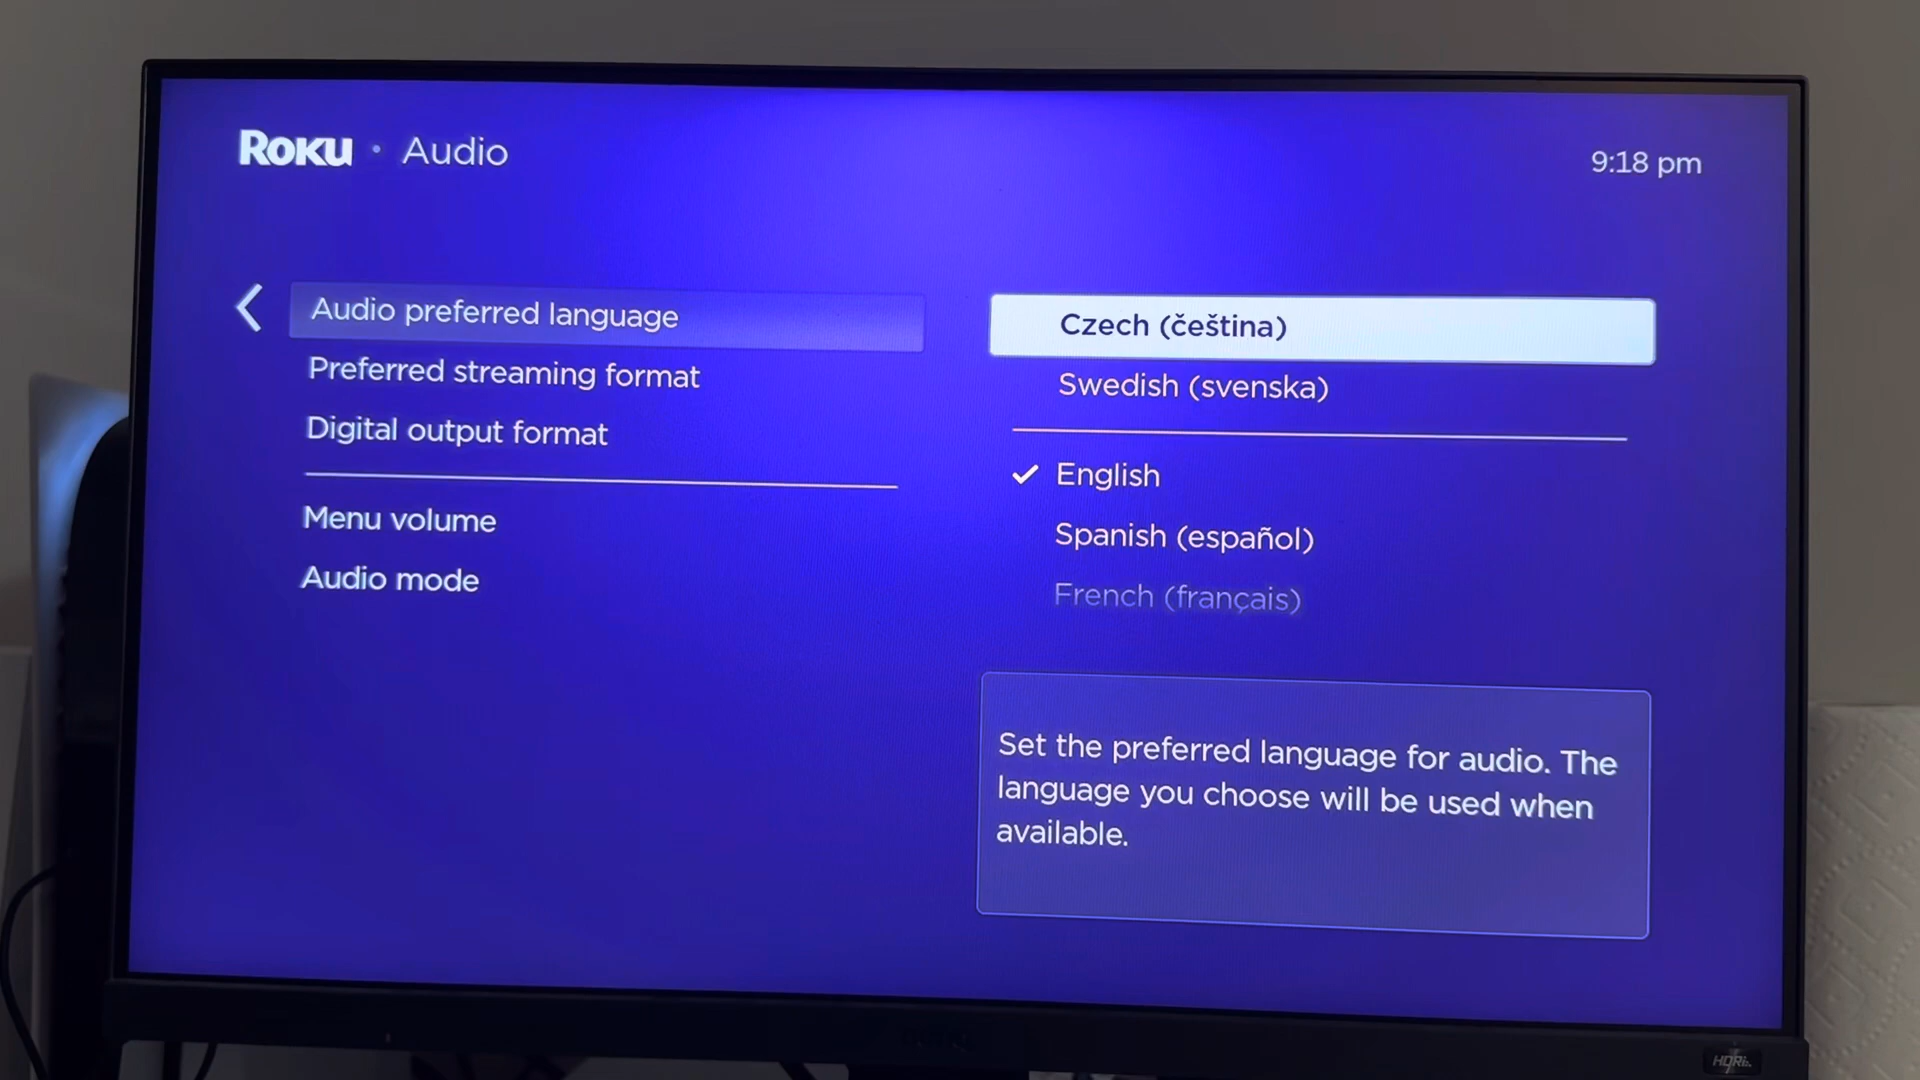 Roku • Audio
9:18 pm
Audio preferred language
Preferred streaming format
Digital output format
Menu volume
Audio mode
Czech (čeština)
Swedish (svenska)
English
Spanish (español)
French (français)
Set the preferred language for audio. The
language you choose will be used when
available.
HDRi